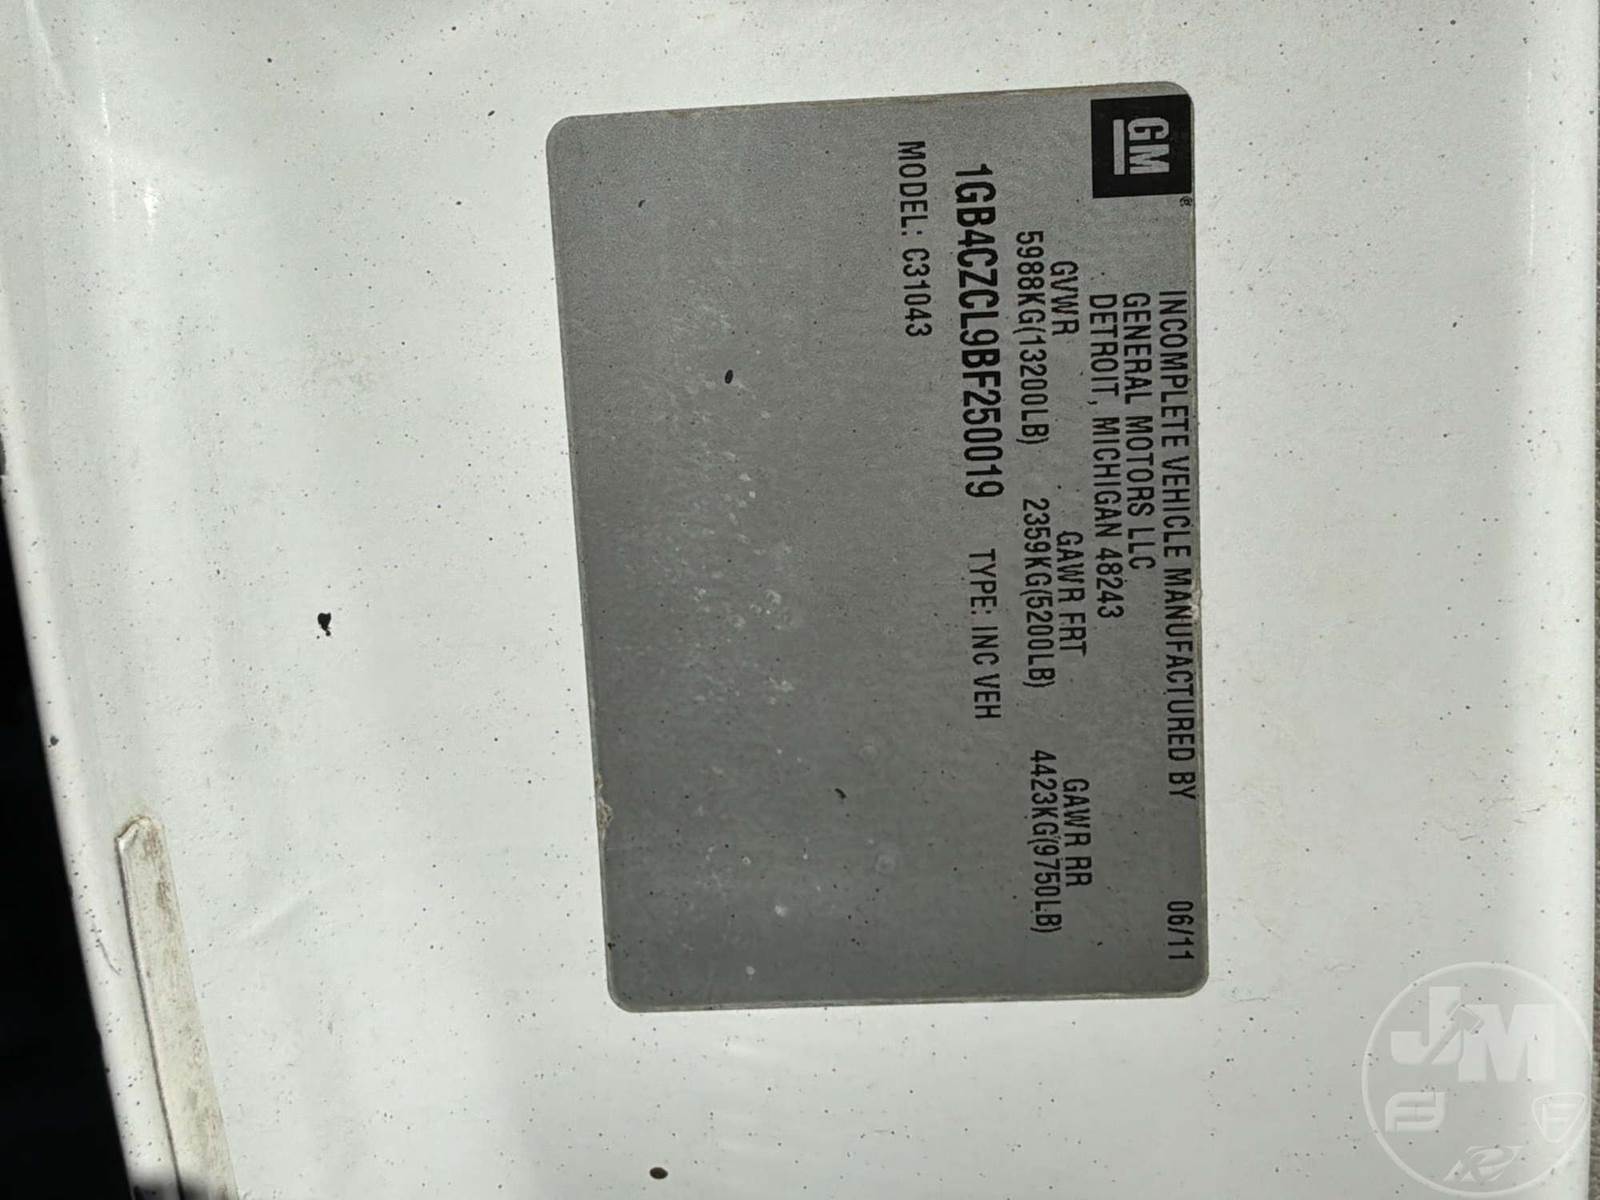 GM®
INCOMPLETE VEHICLE MANUFACTURED BY 06/11
GENERAL MOTORS LLC
DETROIT, MICHIGAN 48243
GVWR GAWR FRT GAWR RR
5988KG(13200LB) 2359KG(5200LB) 4423KG(9750LB)
1GB4CZCL9BF250019 TYPE: INC VEH
MODEL: C31043
JM